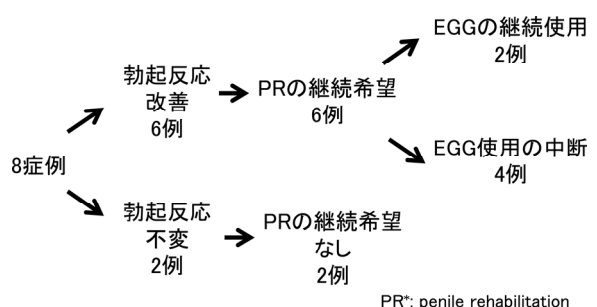 8症例
勃起反応
改善
6例
PRの継続希望
6例
EGGの継続使用
2例
EGG使用の中断
4例
勃起反応
不変
2例
PRの継続希望
なし
2例
PR*: penile rehabilitation